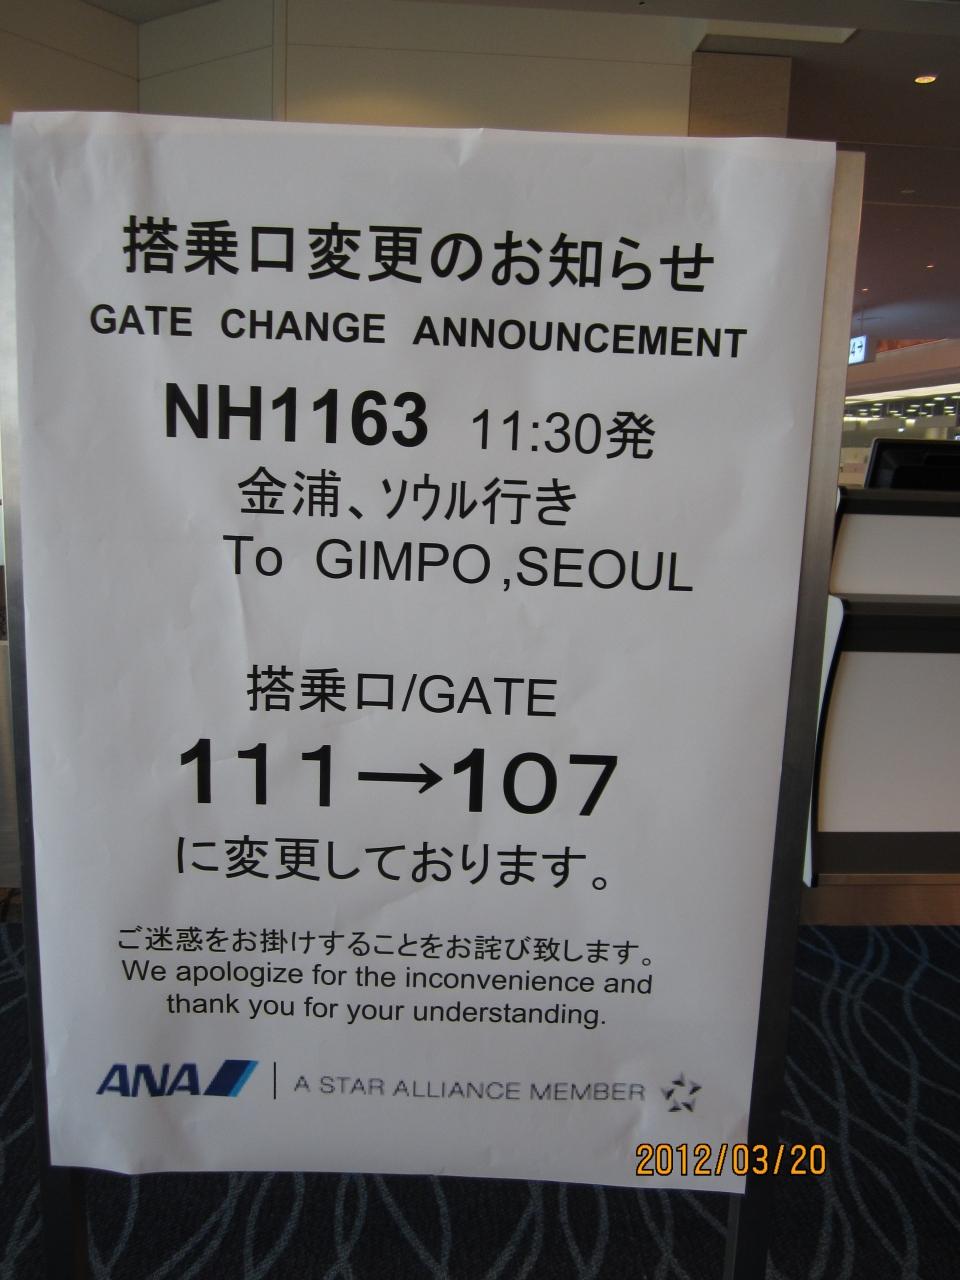 搭乗口変更のお知らせ
GATE CHANGE ANNOUNCEMENT
NH1163 11:30発
金浦、ｿｳﾙ行き
To GIMPO,SEOUL
搭乗口/GATE
111→107
に変更しております。
ご迷惑をお掛けすることをお詫び致します。
We apologize for the inconvenience and
thank you for your understanding.
ANA | A STAR ALLIANCE MEMBER
2012/03/20